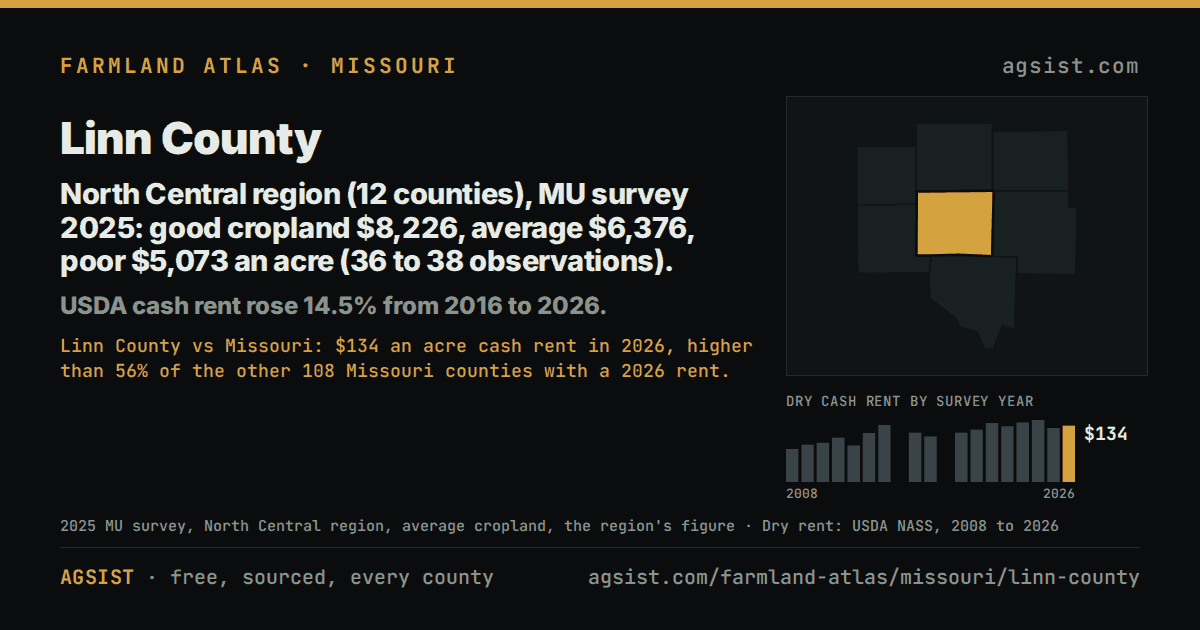 FARMLAND ATLAS · MISSOURI
agsist.com
Linn County
North Central region (12 counties), MU survey
2025: good cropland $8,226, average $6,376,
poor $5,073 an acre (36 to 38 observations).
USDA cash rent rose 14.5% from 2016 to 2026.
Linn County vs Missouri: $134 an acre cash rent in 2026, higher
than 56% of the other 108 Missouri counties with a 2026 rent.
DRY CASH RENT BY SURVEY YEAR
$134
2008 2026
2025 MU survey, North Central region, average cropland, the region's figure · Dry rent: USDA NASS, 2008 to 2026
AGSIST · free, sourced, every county
agsist.com/farmland-atlas/missouri/linn-county